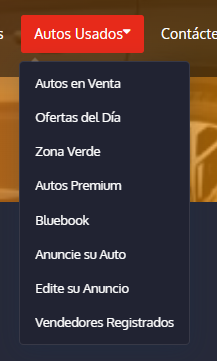 s Autos Usados Contácte
Autos en Venta
Ofertas del Día
Zona Verde
Autos Premium
Bluebook
Anuncie su Auto
Edite su Anuncio
Vendedores Registrados